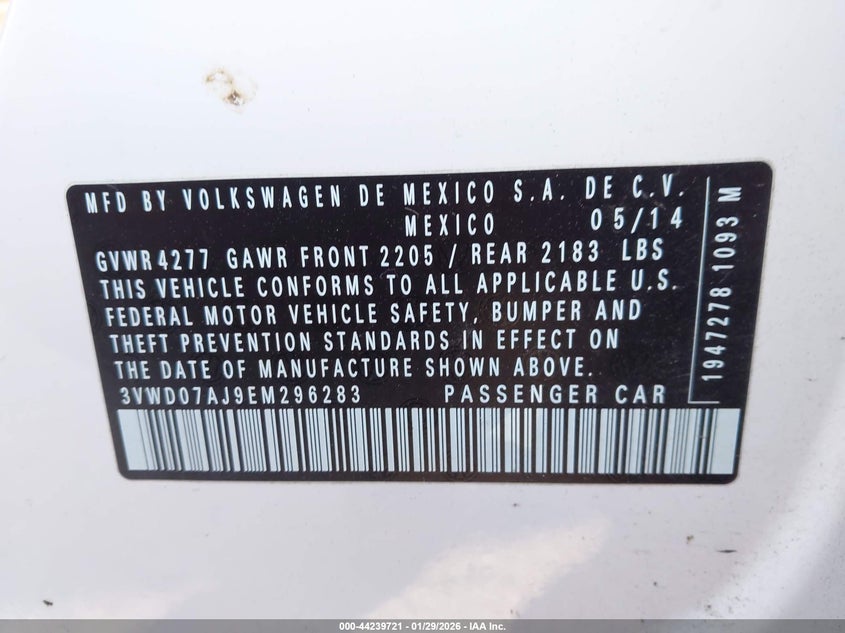 MFD BY VOLKSWAGEN DE MEXICO S.A. DE C.V.
MEXICO 05/14
GVWR 4277 GAWR FRONT 2205 / REAR 2183 LBS
THIS VEHICLE CONFORMS TO ALL APPLICABLE U.S.
FEDERAL MOTOR VEHICLE SAFETY, BUMPER AND
THEFT PREVENTION STANDARDS IN EFFECT ON
THE DATE OF MANUFACTURE SHOWN ABOVE.
3VWD07AJ9EM296283 PASSENGER CAR
1947278 1093 M
000-44239721 - 01/29/2026 - IAA Inc.